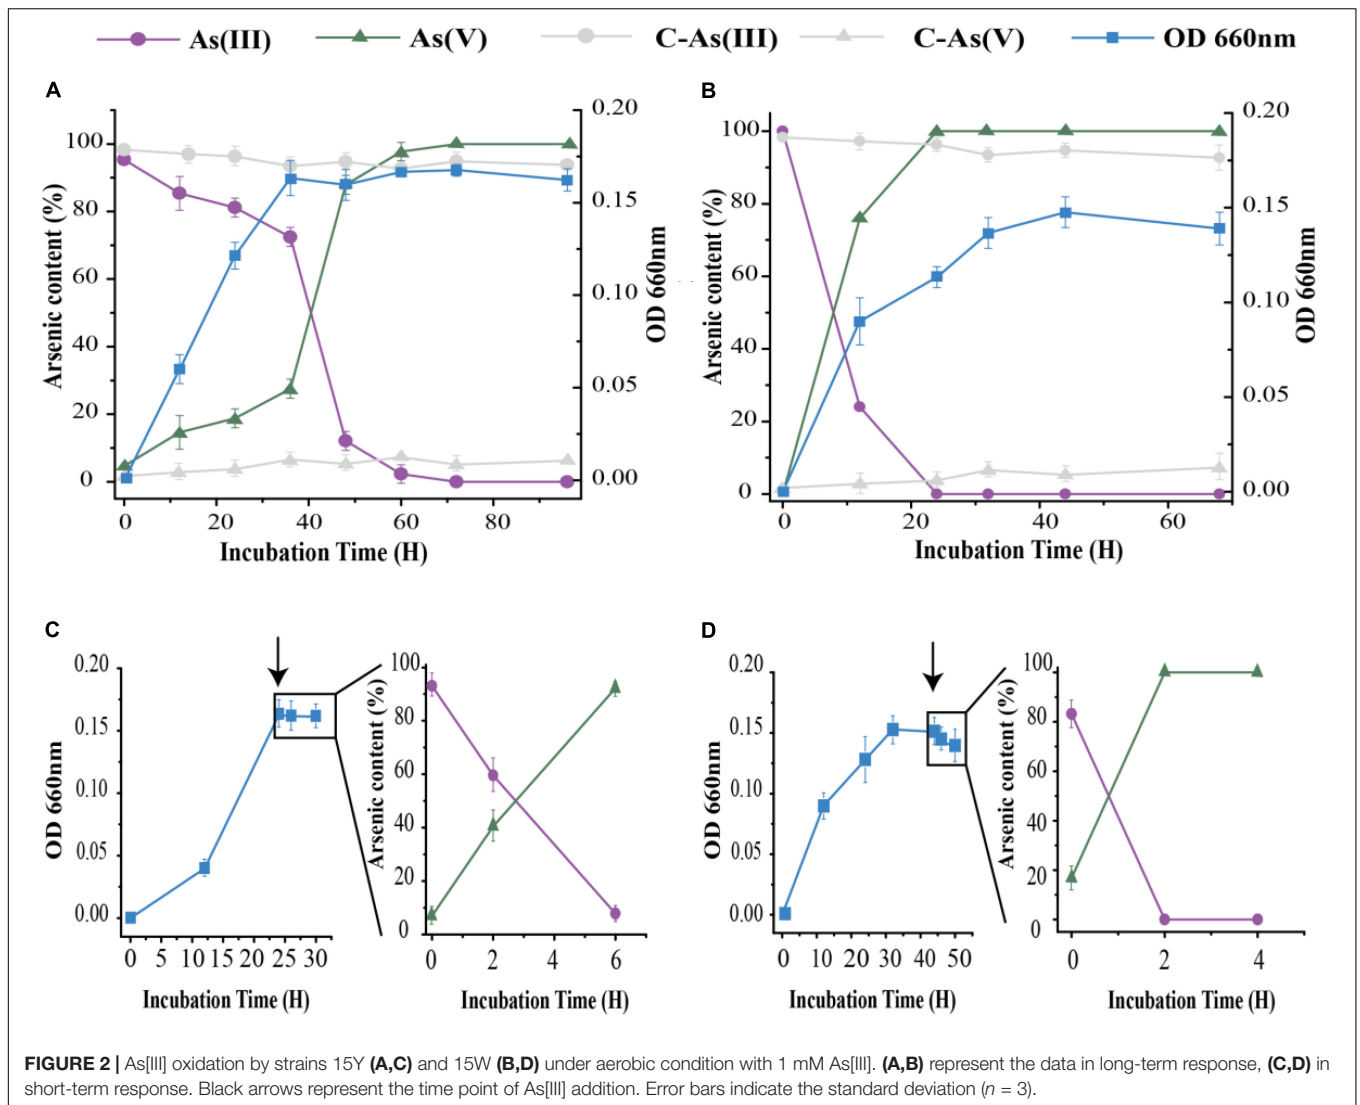 As(III) As(V) C-As(III) C-As(V) OD 660nm
A
Arsenic content (%)
100
80
60
40
20
0
0.20
0.15
0.10
0.05
0.00
OD 660nm
0 20 40 60 80
Incubation Time (H)
B
Arsenic content (%)
100
80
60
40
20
0
0.20
0.15
0.10
0.05
0.00
OD 660nm
0 20 40 60
Incubation Time (H)
C
OD 660nm
0.20
0.15
0.10
0.05
0.00
0 5 10 15 20 25 30
Incubation Time (H)
Arsenic content (%)
100
80
60
40
20
0
0 2 4 6
Incubation Time (H)
D
OD 660nm
0.20
0.15
0.10
0.05
0.00
0 10 20 30 40 50
Incubation Time (H)
Arsenic content (%)
100
80
60
40
20
0
0 2 4
Incubation Time (H)
FIGURE 2 | As[III] oxidation by strains 15Y (A,C) and 15W (B,D) under aerobic condition with 1 mM As[III]. (A,B) represent the data in long-term response, (C,D) in
short-term response. Black arrows represent the time point of As[III] addition. Error bars indicate the standard deviation (n = 3).